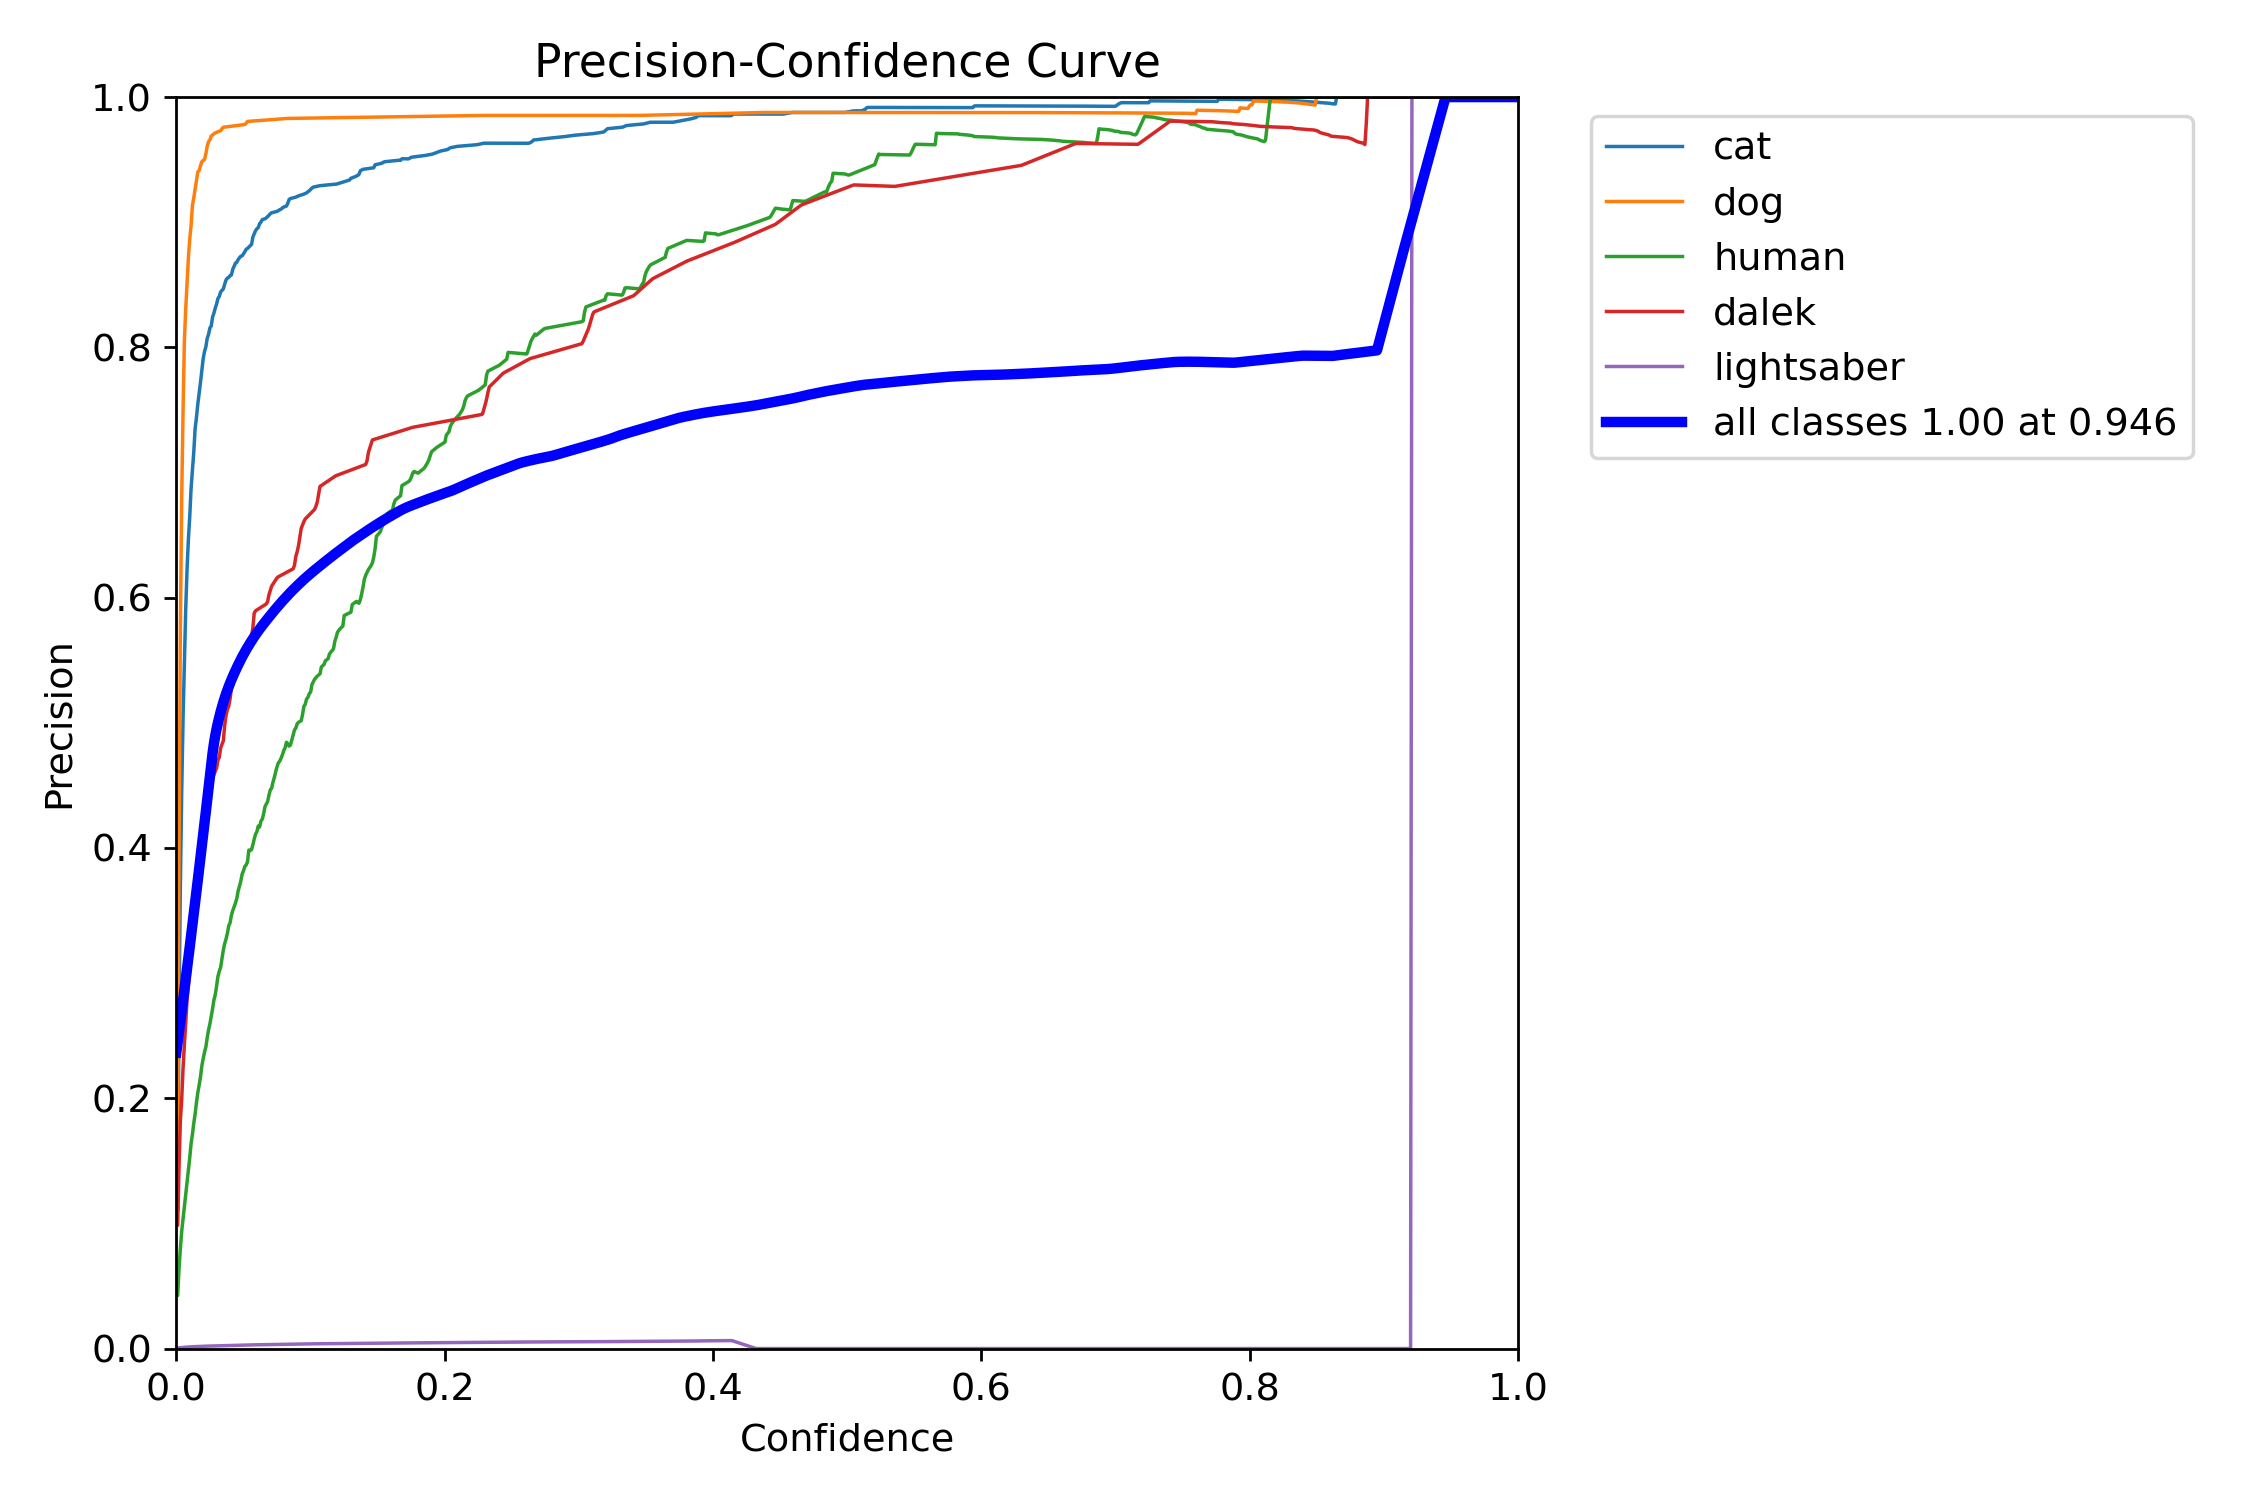 Precision-Confidence Curve
1.0
0.8
0.6
0.4
0.2
0.0
Precision
0.0 0.2 0.4 0.6 0.8 1.0
Confidence
cat
dog
human
dalek
lightsaber
all classes 1.00 at 0.946